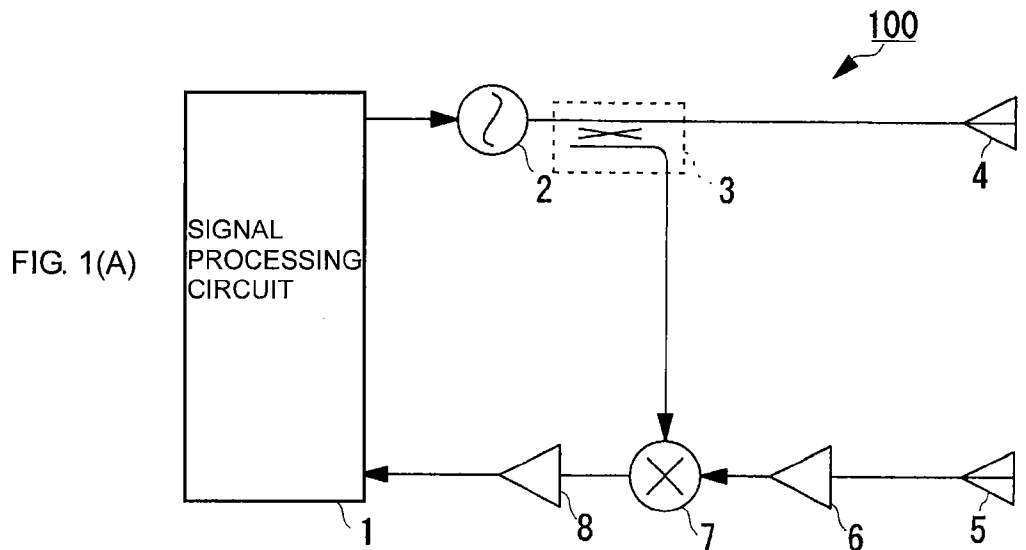 100
2
3
4
SIGNAL
PROCESSING
CIRCUIT
FIG. 1(A)
1
8
7
6
5